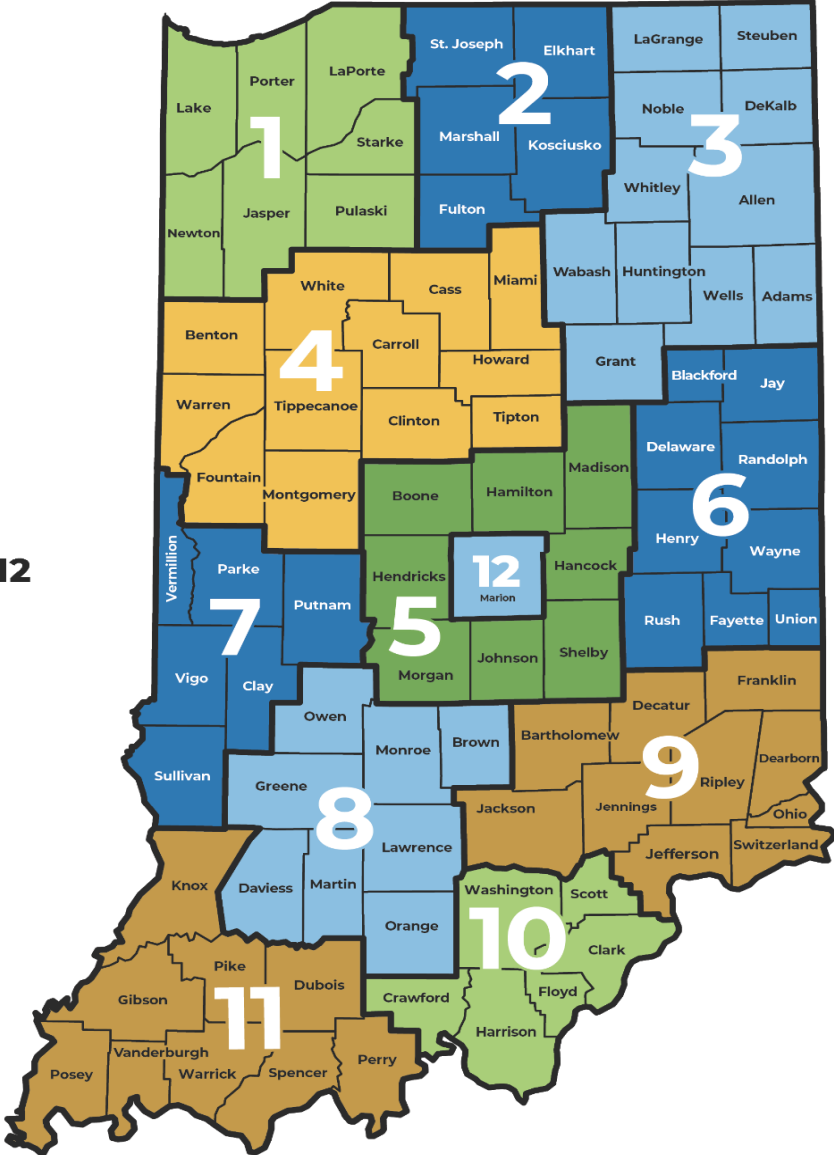 St. Joseph
Elkhart
LaGrange
Steuben
Porter
LaPorte
Lake
2
Noble
DeKalb
1
Starke
Marshall
Kosciusko
3
Whitley
Allen
Newton
Jasper
Pulaski
Fulton
White
Cass
Miami
Wabash
Huntington
Wells
Adams
Benton
Carroll
Howard
Grant
Blackford
Jay
4
Warren
Tippecanoe
Clinton
Tipton
Delaware
Randolph
Fountain
Montgomery
Boone
Hamilton
Madison
6
Henry
Wayne
12
Vermillion
Parke
Putnam
Hendricks
12
Marion
Hancock
7
5
Rush
Fayette
Union
Vigo
Clay
Morgan
Johnson
Shelby
Franklin
Owen
Monroe
Brown
Bartholomew
Decatur
Dearborn
Sullivan
Greene
9
Ripley
8
Jackson
Jennings
Ohio
Lawrence
Jefferson
Switzerland
Knox
Daviess
Martin
Washington
Scott
Orange
10
Clark
Pike
Dubois
Gibson
11
Crawford
Floyd
Harrison
Vanderburgh
Posey
Warrick
Spencer
Perry